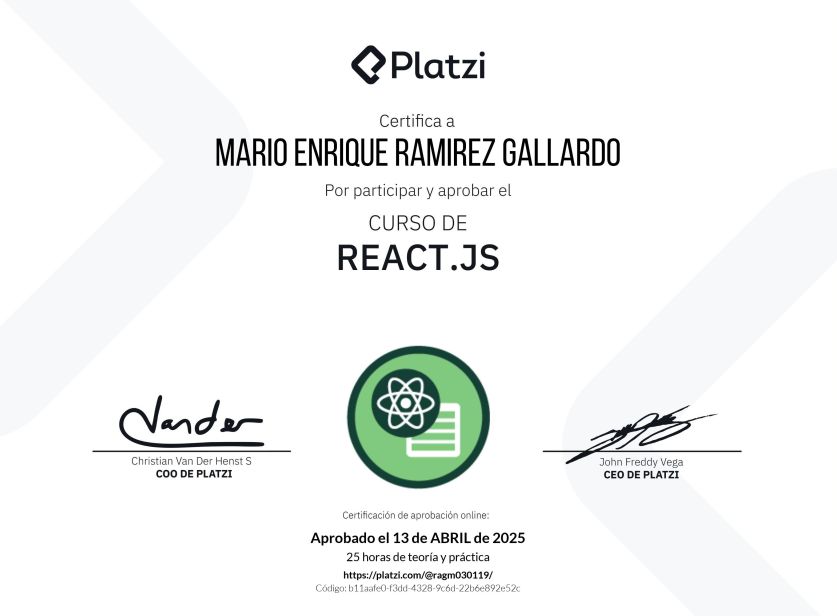 Platzi
Certifica a
MARIO ENRIQUE RAMIREZ GALLARDO
Por participar y aprobar el
CURSO DE
REACT.JS
Vander
Christian Van Der Henst S
COO DE PLATZI
John Freddy Vega
CEO DE PLATZI
Certificación de aprobación online:
Aprobado el 13 de ABRIL de 2025
25 horas de teoría y práctica
https://platzi.com/@ragm030119/
Código: b11aafe0-f3dd-4328-9c6d-22b6e892e52c